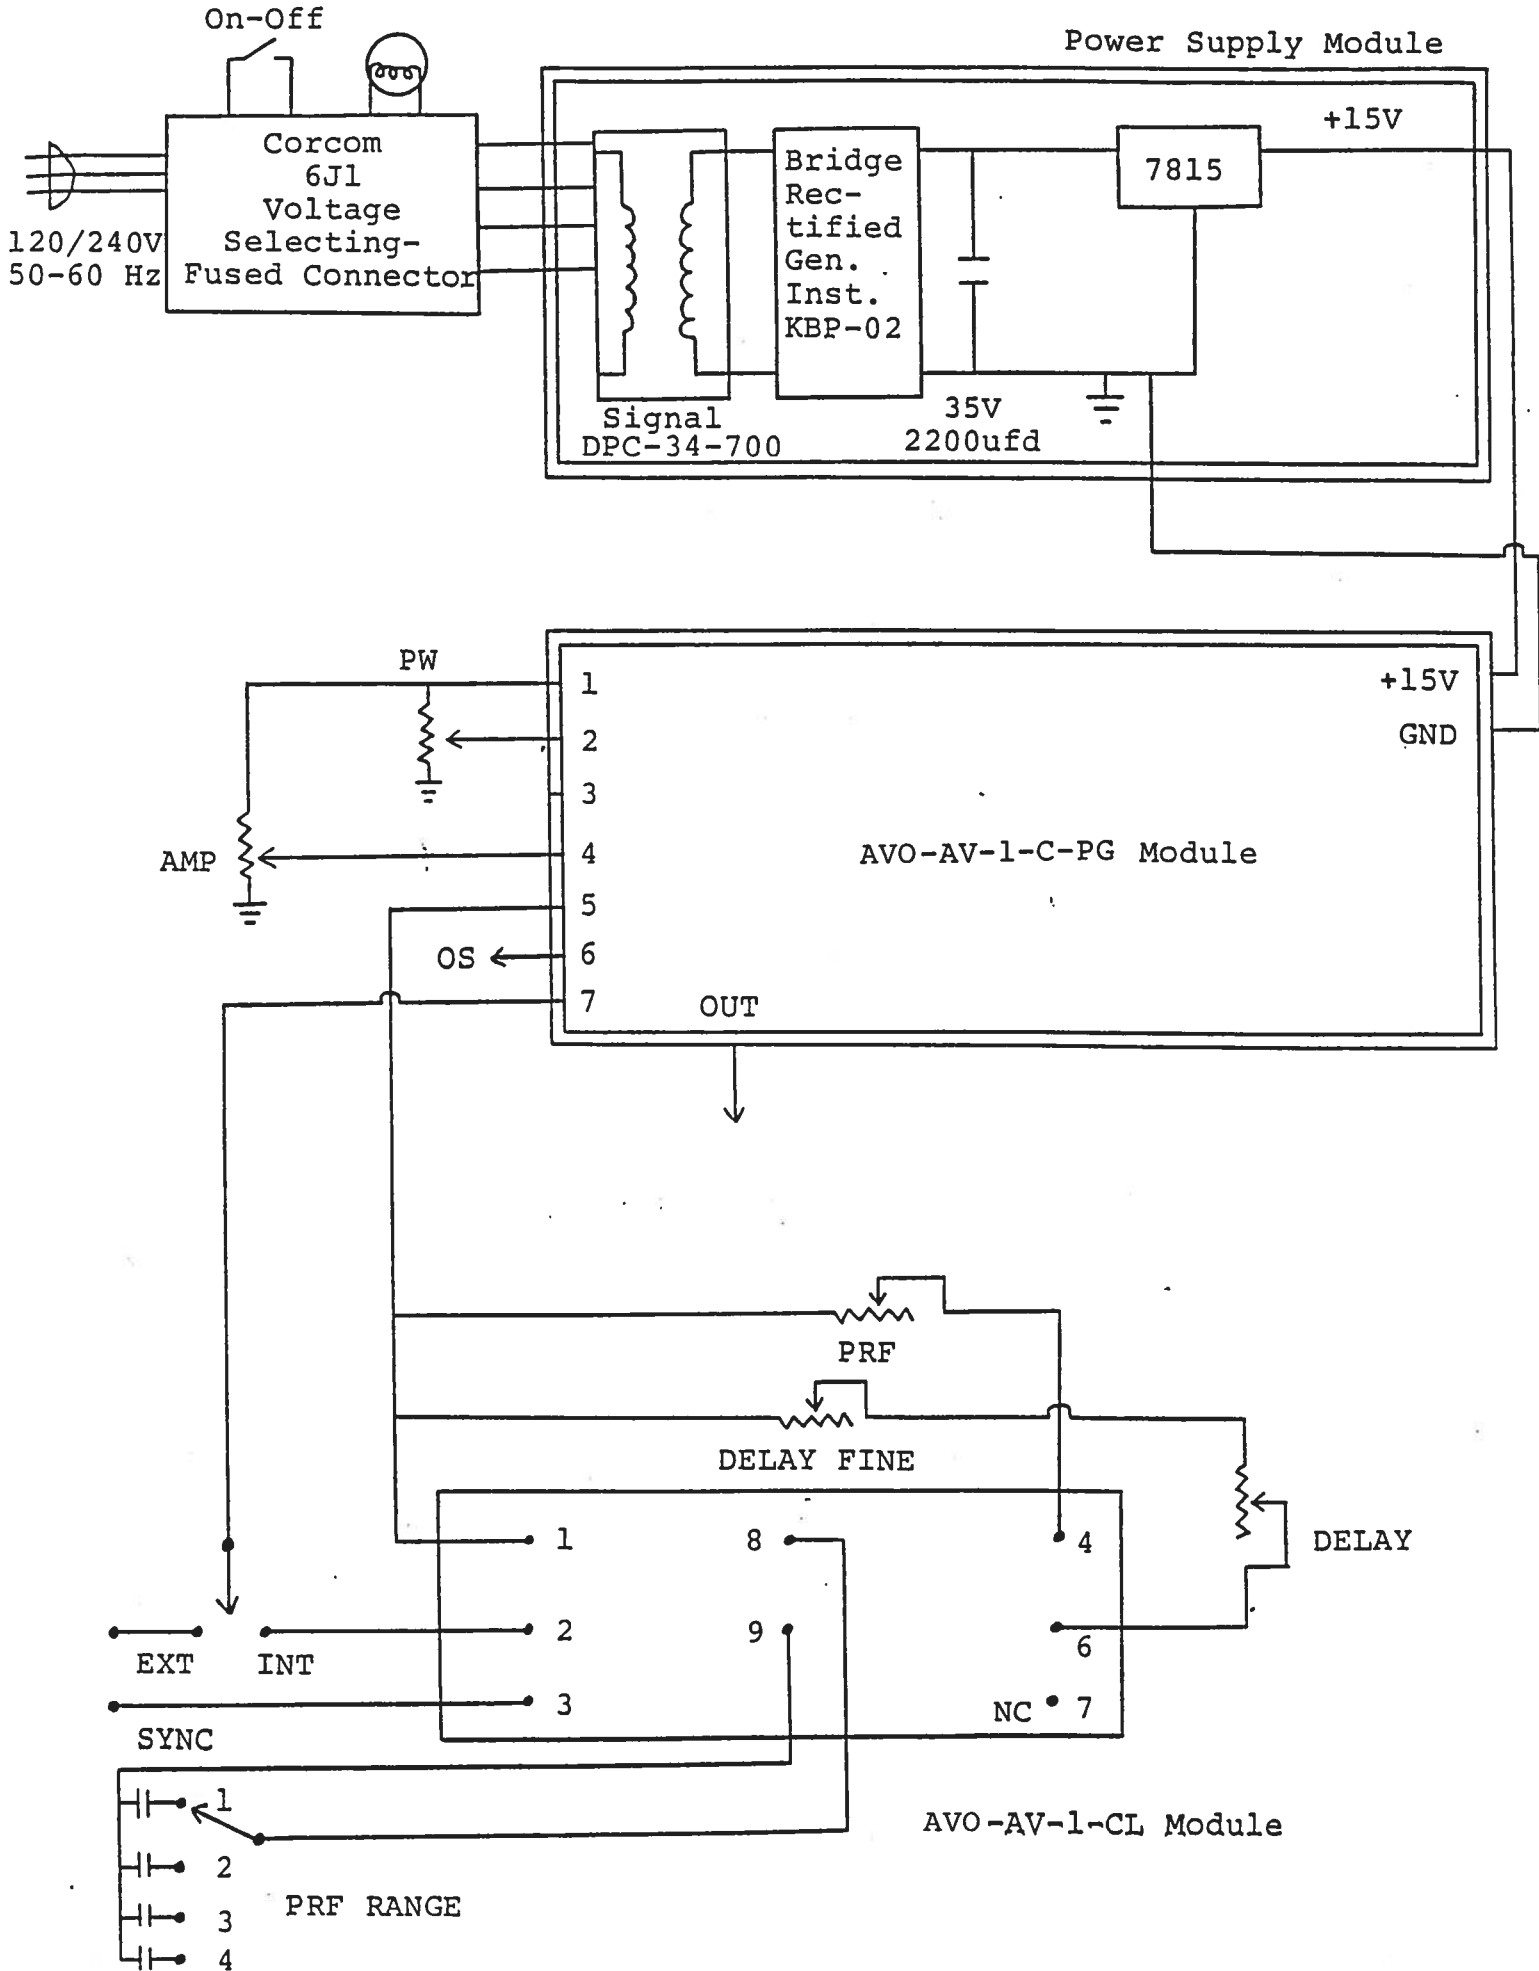 On-Off
Power Supply Module
Corcom
6J1
Voltage
Selecting-
Fused Connector
120/240V
50-60 Hz
Bridge
Rec-
tified
Gen.
Inst.
KBP-02
7815
+15V
Signal
DPC-34-700
35V
2200ufd
PW
1
2
3
4
5
6
7
AMP
OS
OUT
+15V
GND
AVO-AV-1-C-PG Module
PRF
DELAY FINE
DELAY
1
8
4
2
9
6
3
NC
7
EXT
INT
SYNC
1
2
3
4
PRF RANGE
AVO-AV-1-CL Module